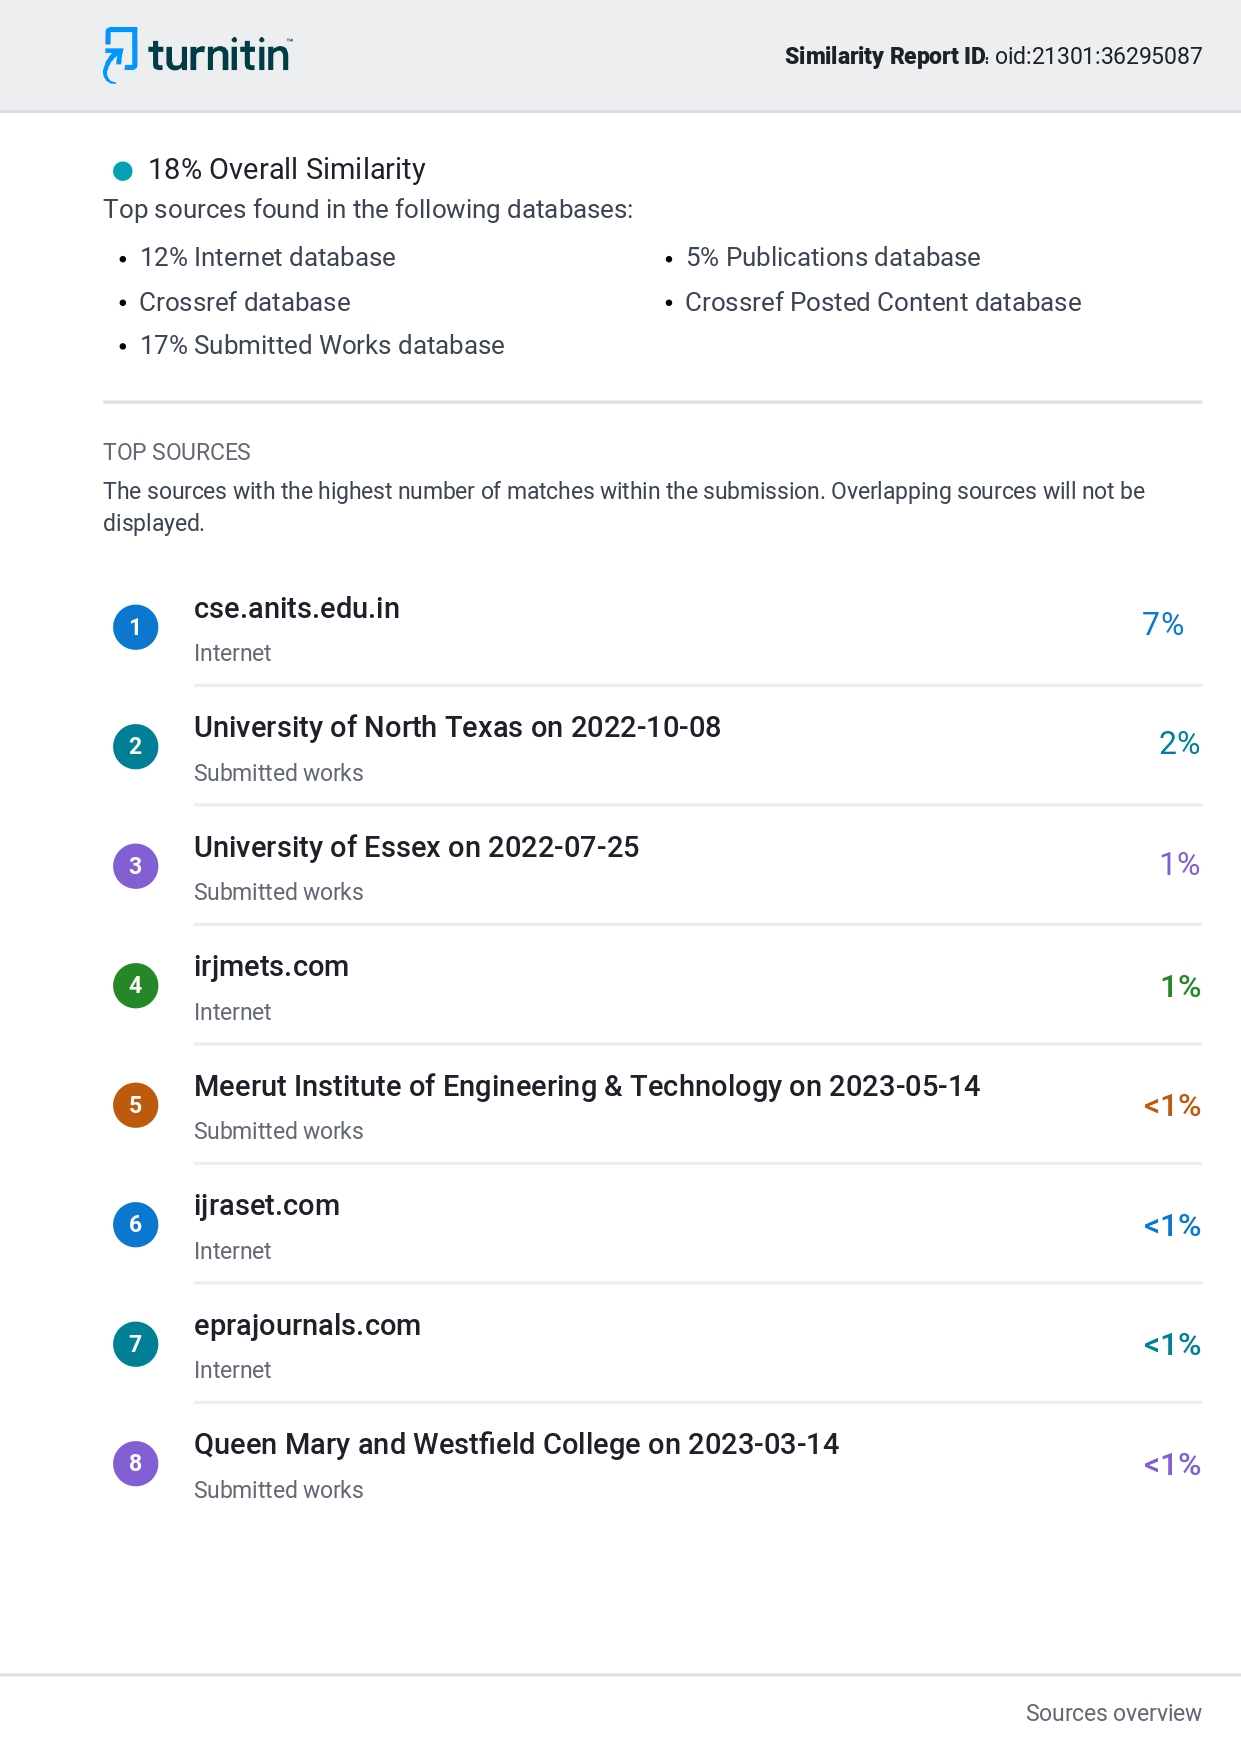 turnitin™
Similarity Report ID: oid:21301:36295087
18% Overall Similarity
Top sources found in the following databases:
• 12% Internet database
• 5% Publications database
• Crossref database
• Crossref Posted Content database
• 17% Submitted Works database
TOP SOURCES
The sources with the highest number of matches within the submission. Overlapping sources will not be
displayed.
1
cse.anits.edu.in
Internet
7%
2
University of North Texas on 2022-10-08
Submitted works
2%
3
University of Essex on 2022-07-25
Submitted works
1%
4
irjmets.com
Internet
1%
5
Meerut Institute of Engineering & Technology on 2023-05-14
Submitted works
<1%
6
ijraset.com
Internet
<1%
7
eprajournals.com
Internet
<1%
8
Queen Mary and Westfield College on 2023-03-14
Submitted works
<1%
Sources overview